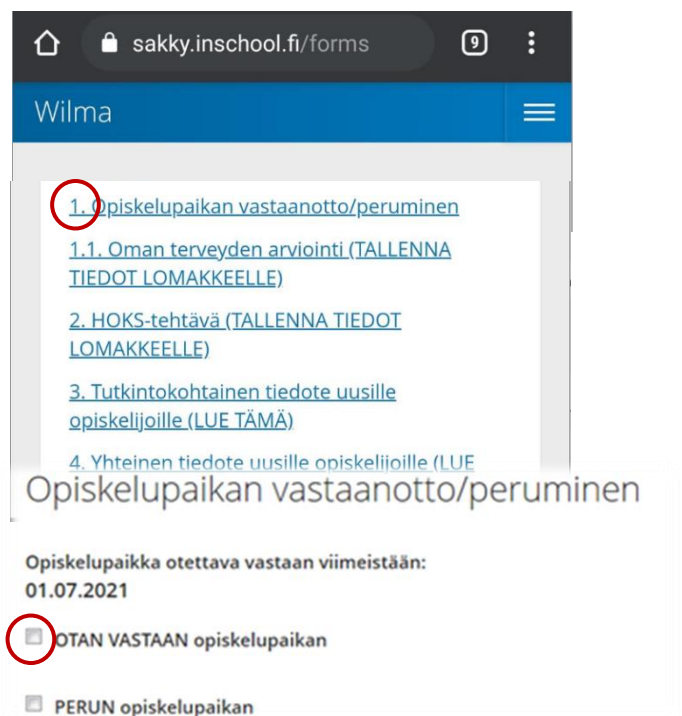 sakky.inschool.fi/forms
9
Wilma
1. Opiskelupaikan vastaanotto/peruminen
1.1. Oman terveyden arviointi (TALLENNA
TIEDOT LOMAKKEELLE)
2. HOKS-tehtävä (TALLENNA TIEDOT
LOMAKKEELLE)
3. Tutkintokohtainen tiedote uusille
opiskelijoille (LUE TÄMÄ)
4. Yhteinen tiedote uusille opiskelijoille (LUE
Opiskelupaikan vastaanotto/peruminen
Opiskelupaikka otettava vastaan viimeistään:
01.07.2021
OTAN VASTAAN opiskelupaikan
PERUN opiskelupaikan